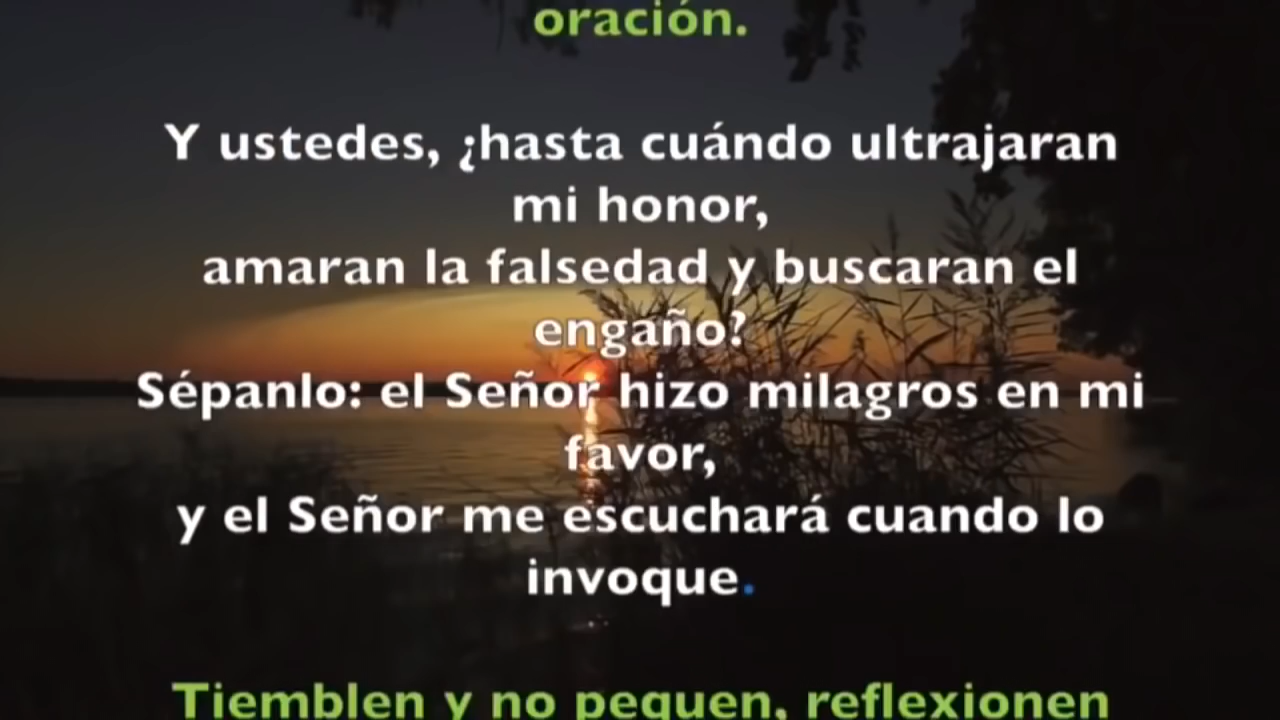 oración.
Y ustedes, ¿hasta cuándo ultrajaran
mi honor,
amaran la falsedad y buscaran el
engaño?
Sépanlo: el Señor hizo milagros en mi
favor,
y el Señor me escuchará cuando lo
invoque.
Tiemblen y no pequen, reflexionen